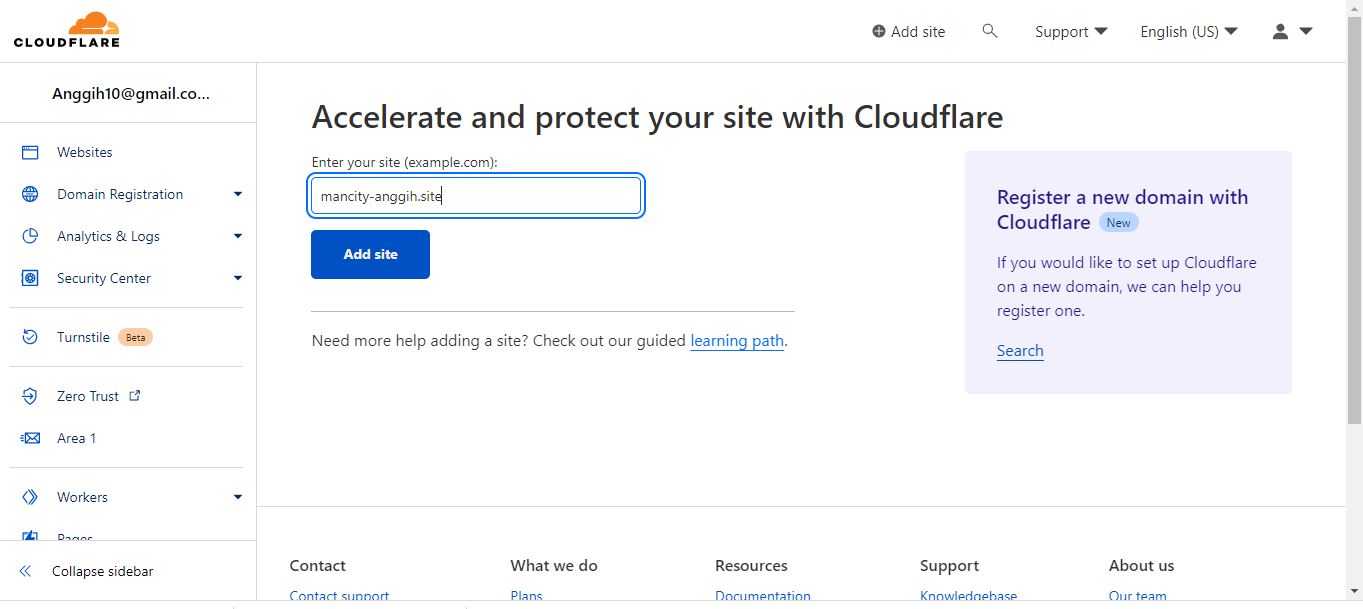 CLOUDFLARE
Add site
Support
English (US)
Anggih10@gmail.co...
Websites
Domain Registration
Analytics & Logs
Security Center
Turnstile Beta
Zero Trust
Area 1
Workers
Pages
Collapse sidebar
Accelerate and protect your site with Cloudflare
Enter your site (example.com):
mancity-anggih.site
Add site
Need more help adding a site? Check out our guided learning path.
Register a new domain with
Cloudflare New
If you would like to set up Cloudflare
on a new domain, we can help you
register one.
Search
Contact
Contact support
What we do
Plans
Resources
Documentation
Support
Knowledgebase
About us
Our team